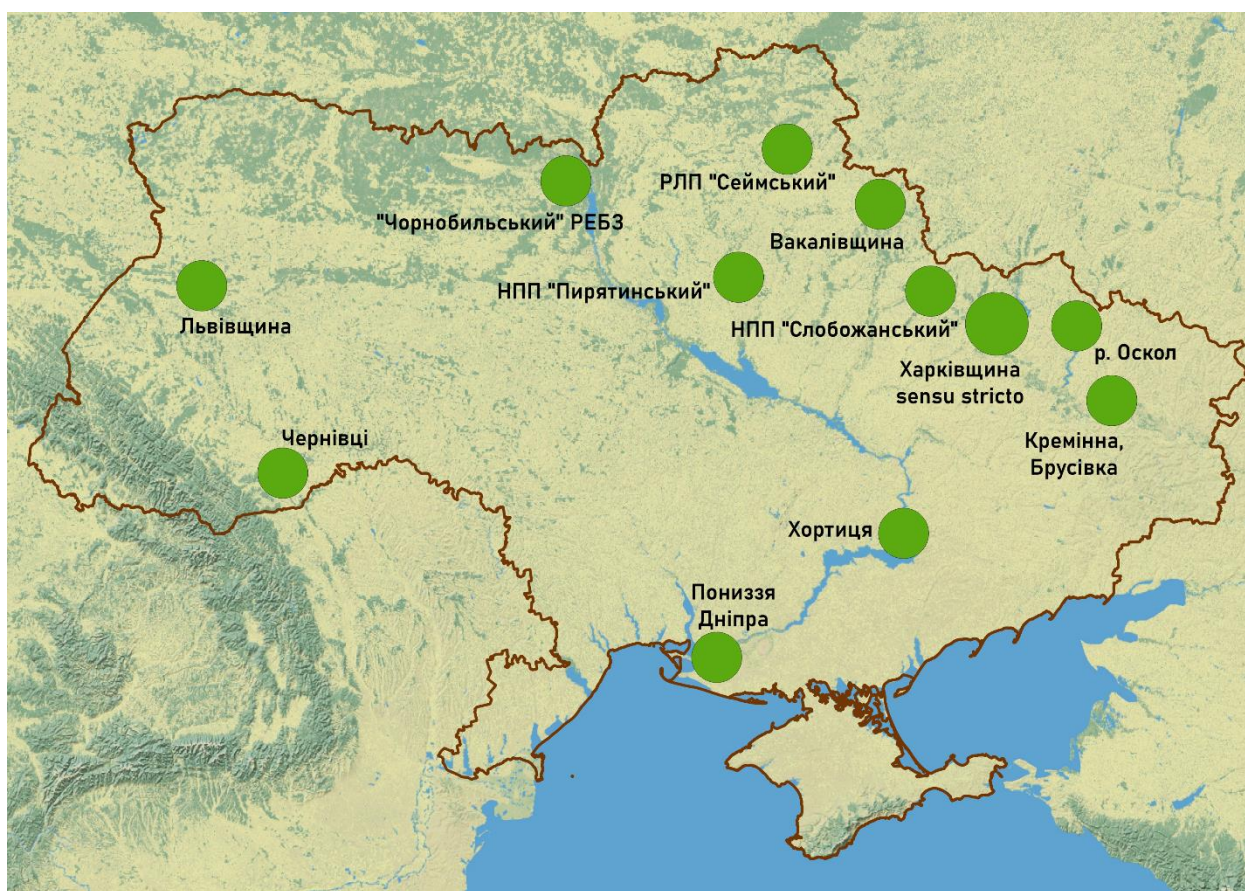 РЛП "Сеймський"
"Чорнобильський" РЕБЗ
Вакалівщина
НПП "Пирятинський"
Львівщина
НПП "Слобожанський"
р. Оскол
Харківщина
sensu stricto
Чернівці
Кремінна,
Брусівка
Хортиця
Пониззя
Дніпра